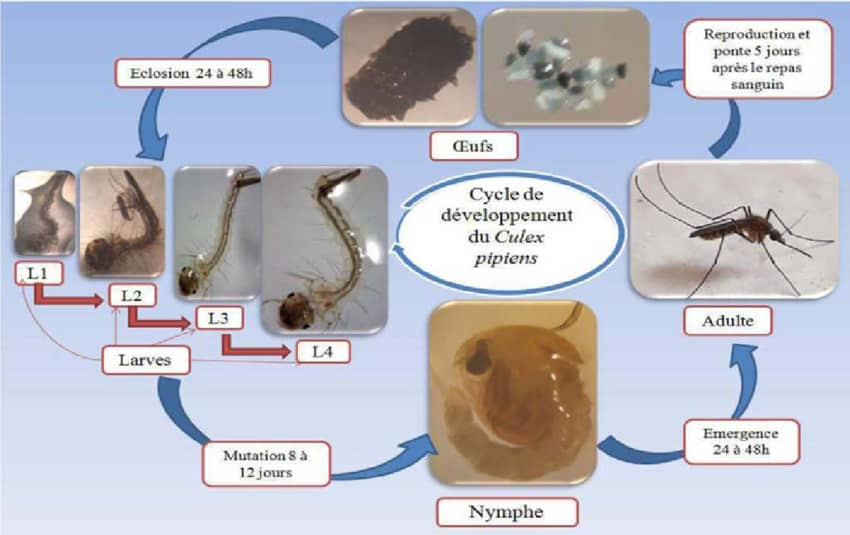 Reproduction et
ponte 5 jours
après le repas
sanguin
Eclosion 24 à 48h
Œufs
Cycle de
développement
du Culex
pipiens
L1
L2
L3
L4
Larves
Adulte
Mutation 8 à
12 jours
Emergence
24 à 48h
Nymphe